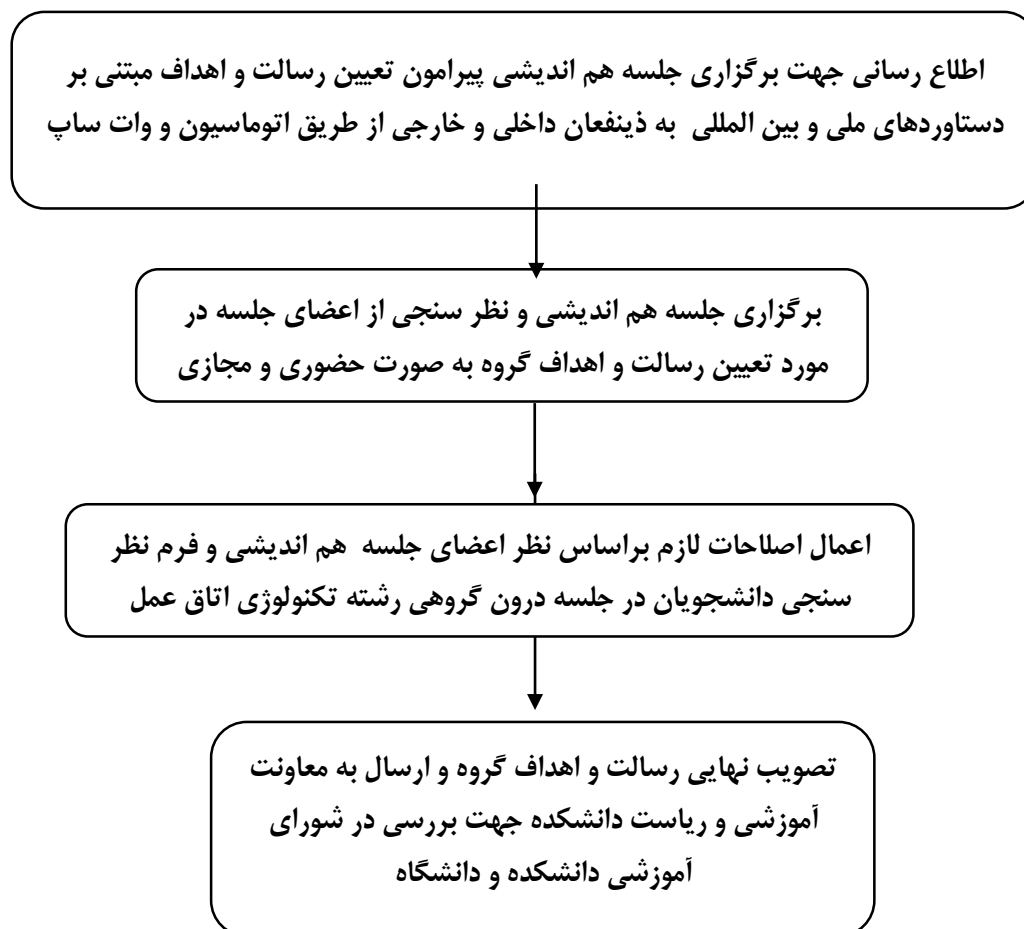 اطلاع رسانی جهت برگزاری جلسه هم اندیشی پیرامون تعیین رسالت و اهداف مبتنی بر
دستاوردهای ملی و بین المللی به ذینفعان داخلی و خارجی از طریق اتوماسیون و وات ساپ
برگزاری جلسه هم اندیشی و نظر سنجی از اعضای جلسه در
مورد تعیین رسالت و اهداف گروه به صورت حضوری و مجازی
اعمال اصلاحات لازم براساس نظر اعضای جلسه هم اندیشی و فرم نظر
سنجی دانشجویان در جلسه درون گروهی رشته تکنولوژی اتاق عمل
تصویب نهایی رسالت و اهداف گروه و ارسال به معاونت
آموزشی و ریاست دانشکده جهت بررسی در شورای
آموزشی دانشکده و دانشگاه